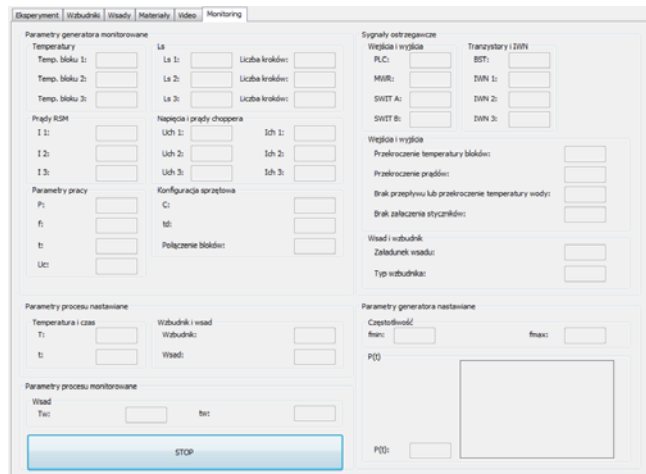 Eksperyment Wzbudniki Wsady Materiały Video Monitoring
Parametry generatora monitorowane
Temperatury
Temp. bloku 1:
Temp. bloku 2:
Temp. bloku 3:
Ls
Ls 1: Liczba kroków:
Ls 2: Liczba kroków:
Ls 3: Liczba kroków:
Prądy RSM
I 1:
I 2:
I 3:
Napięcia i prądy choppera
Uch 1: Ich 1:
Uch 2: Ich 2:
Uch 3: Ich 3:
Parametry pracy
P:
f:
t:
Uc:
Konfiguracja sprzętowa
C:
td:
Połączenie bloków:
Sygnały ostrzegawcze
Wejścia i wyjścia
PLC:
MWR:
SWIT A:
SWIT B:
Tranzystory i IWN
BST:
IWN 1:
IWN 2:
IWN 3:
Wejścia i wyjścia
Przekroczenie temperatury bloków:
Przekroczenie prądów:
Brak przepływu lub przekroczenie temperatury wody:
Brak załaczenia styczników:
Wsad i wzbudnik
Załadunek wsadu:
Typ wzbudnika:
Parametry procesu nastawiane
Temperatura i czas
T:
t:
Wzbudnik i wsad
Wzbudnik:
Wsad:
Parametry procesu monitorowane
Wsad
Tw: tw:
STOP
Parametry generatora nastawiane
Częstotliwość
fmin: fmax:
P(t)
P(t):